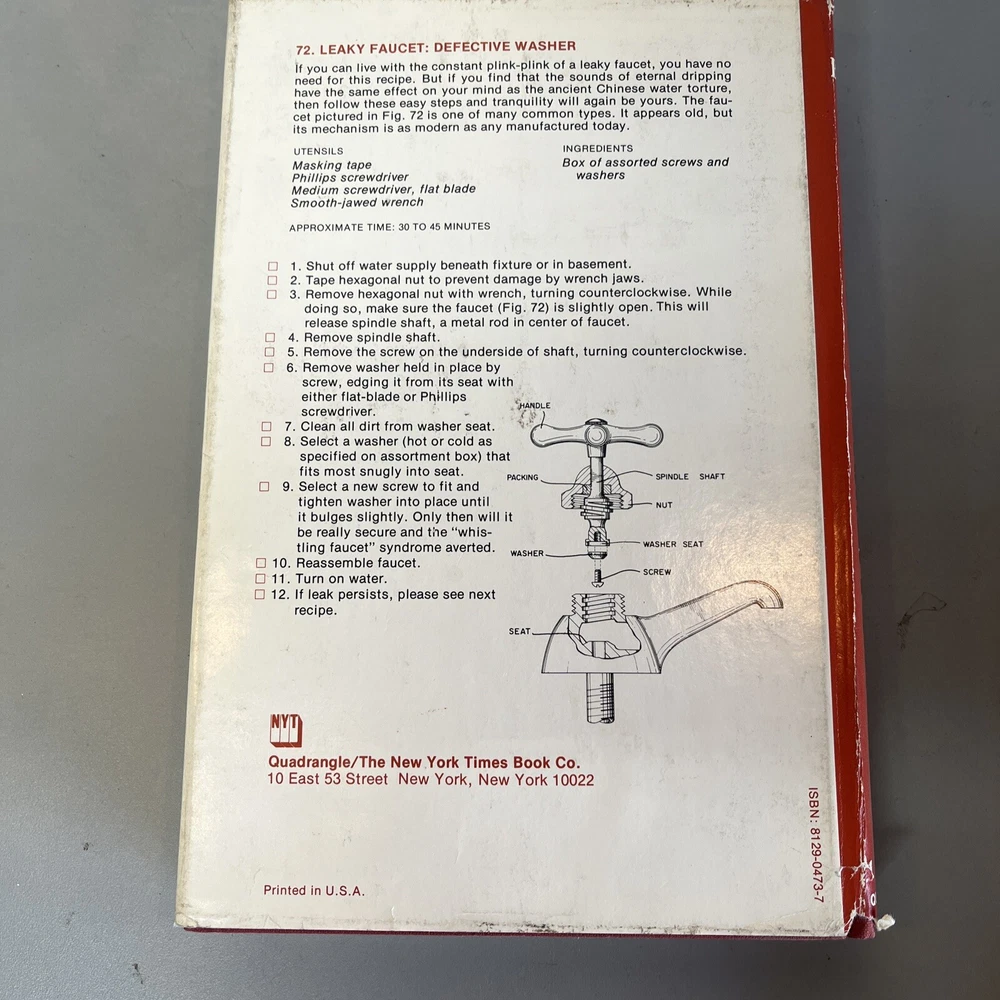 72. LEAKY FAUCET: DEFECTIVE WASHER
If you can live with the constant plink-plink of a leaky faucet, you have no
need for this recipe. But if you find that the sounds of eternal dripping
have the same effect on your mind as the ancient Chinese water torture,
then follow these easy steps and tranquility will again be yours. The fau-
cet pictured in Fig. 72 is one of many common types. It appears old, but
its mechanism is as modern as any manufactured today.
UTENSILS
Masking tape
Phillips screwdriver
Medium screwdriver, flat blade
Smooth-jawed wrench
INGREDIENTS
Box of assorted screws and
washers
APPROXIMATE TIME: 30 TO 45 MINUTES
1. Shut off water supply beneath fixture or in basement.
2. Tape hexagonal nut to prevent damage by wrench jaws.
3. Remove hexagonal nut with wrench, turning counterclockwise. While
doing so, make sure the faucet (Fig. 72) is slightly open. This will
release spindle shaft, a metal rod in center of faucet.
4. Remove spindle shaft.
5. Remove the screw on the underside of shaft, turning counterclockwise.
6. Remove washer held in place by
screw, edging it from its seat with
either flat-blade or Phillips
screwdriver.
7. Clean all dirt from washer seat.
8. Select a washer (hot or cold as
specified on assortment box) that
fits most snugly into seat.
9. Select a new screw to fit and
tighten washer into place until
it bulges slightly. Only then will it
be really secure and the "whis-
tling faucet" syndrome averted.
10. Reassemble faucet.
11. Turn on water.
12. If leak persists, please see next
recipe.
HANDLE
PACKING
SPINDLE SHAFT
NUT
WASHER SEAT
WASHER
SCREW
SEAT
NYT
Quadrangle/The New York Times Book Co.
10 East 53 Street New York, New York 10022
ISBN: 8129-0473-7
Printed in U.S.A.